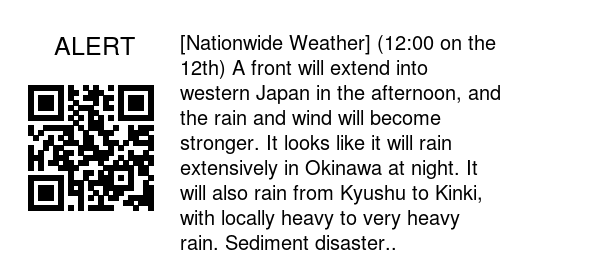 ALERT
[Nationwide Weather] (12:00 on the
12th) A front will extend into
western Japan in the afternoon, and
the rain and wind will become
stronger. It looks like it will rain
extensively in Okinawa at night. It
will also rain from Kyushu to Kinki,
with locally heavy to very heavy
rain. Sediment disaster..